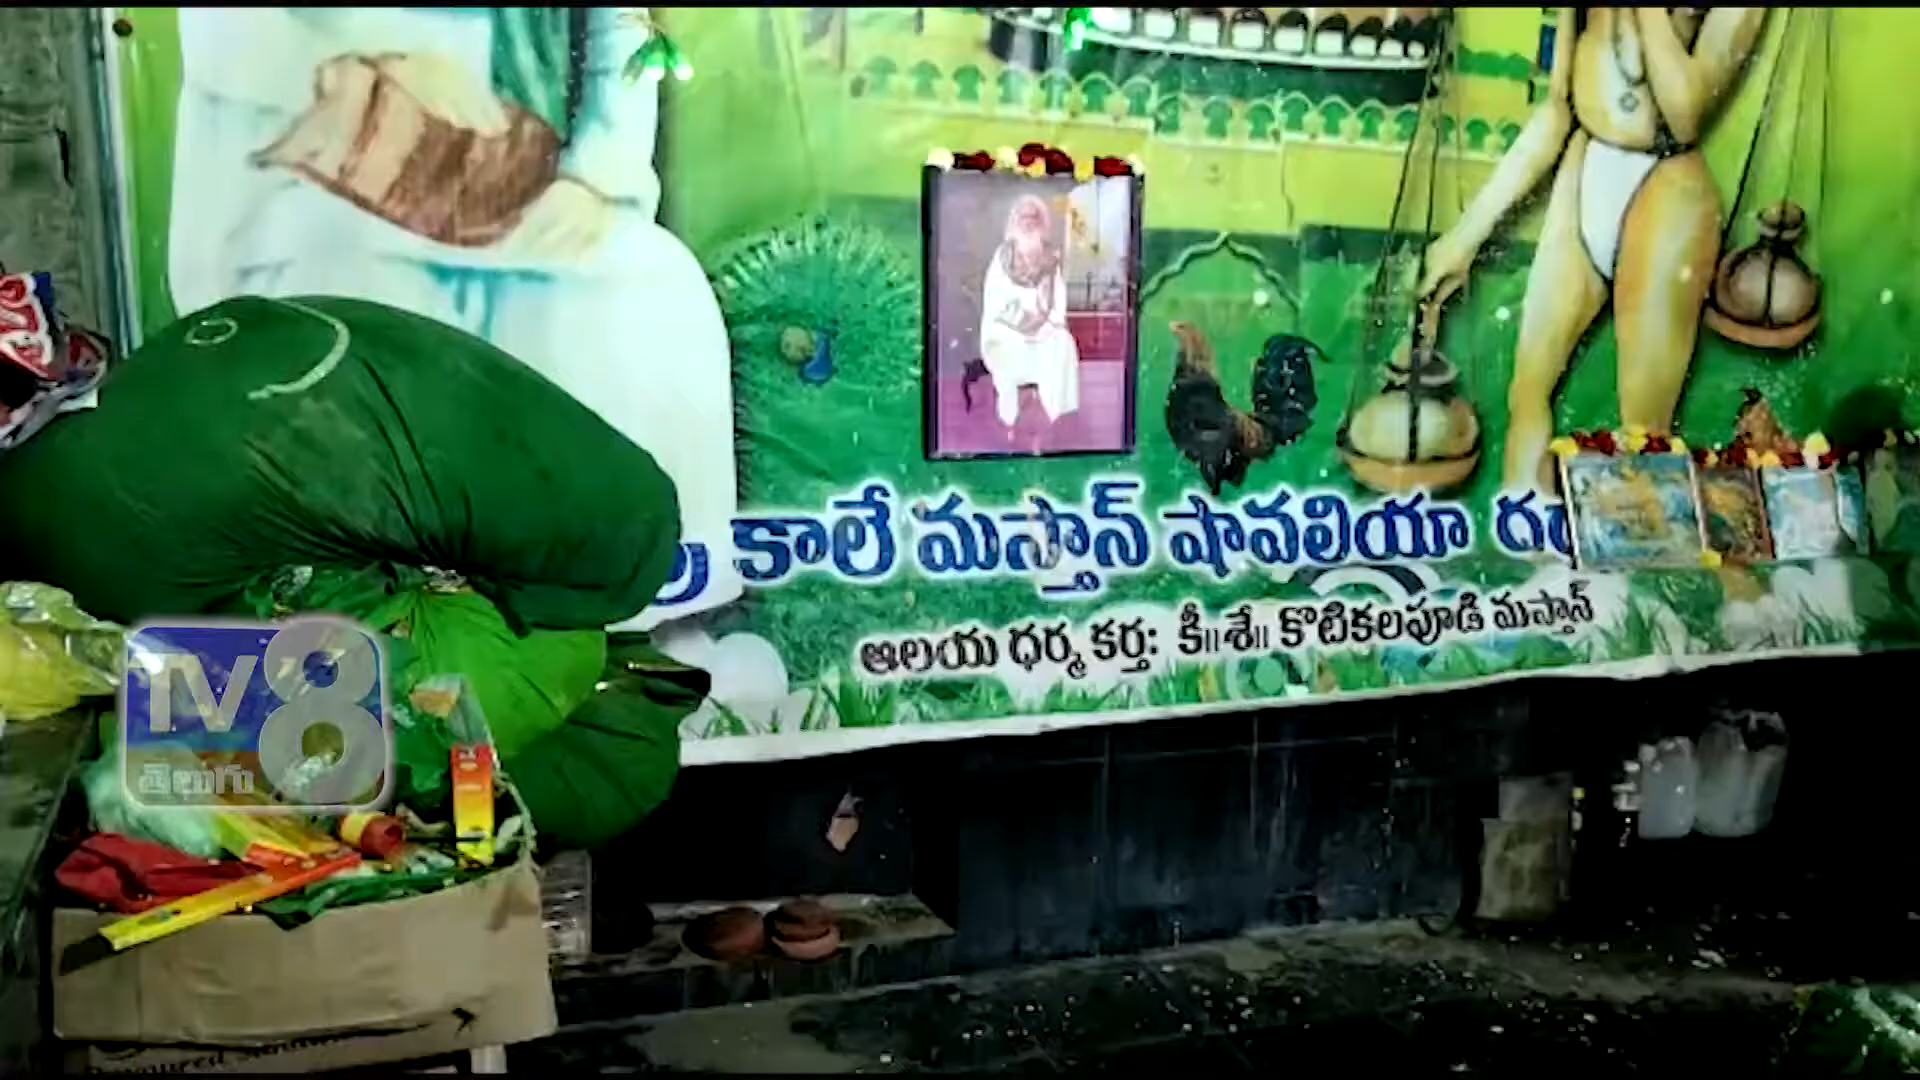 కాలే మస్తాన్ షావలియ్యా
ఆలయ ధర్మ కర్త: కీ॥శే॥ కొటికలపూడి మస్తాన్
TV8
తెలుగు